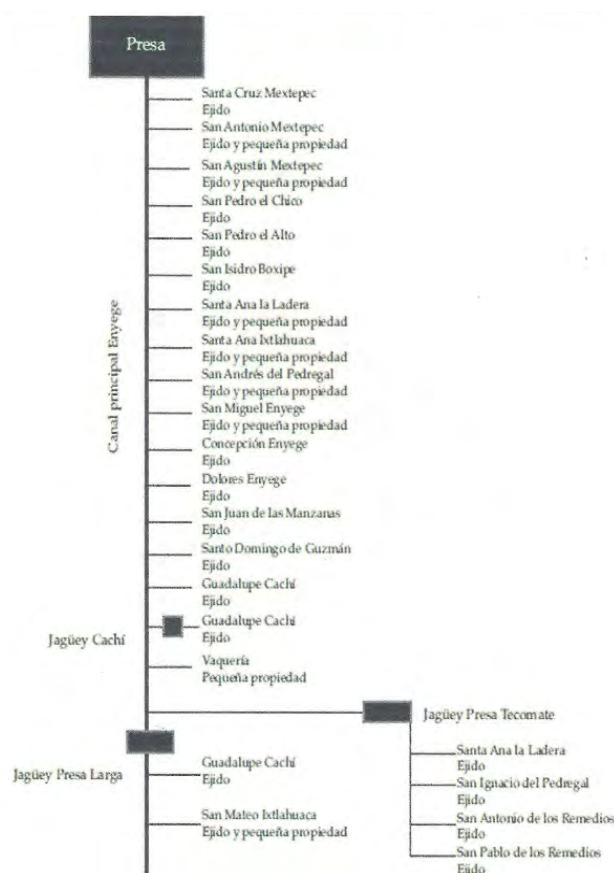 Presa
Santa Cruz Mextepec
Ejido
San Antonio Mextepec
Ejido y pequeña propiedad
San Agustín Mextepec
Ejido y pequeña propiedad
San Pedro el Chico
Ejido
San Pedro el Alto
Ejido
San Isidro Boxipe
Ejido
Santa Ana la Ladera
Ejido y pequeña propiedad
Santa Ana Ixtlahuaca
Ejido y pequeña propiedad
San Andrés del Pedregal
Ejido y pequeña propiedad
San Miguel Enyege
Ejido y pequeña propiedad
Concepción Enyege
Ejido
Dolores Enyege
Ejido
San Juan de las Manzanas
Ejido
Santo Domingo de Guzmán
Ejido
Guadalupe Cachí
Ejido
Canal principal Enyege
Jagüey Cachí
Guadalupe Cachí
Ejido
Vaquería
Pequeña propiedad
Jagüey Presa Tecomate
Santa Ana la Ladera
Ejido
San Ignacio del Pedregal
Ejido
San Antonio de los Remedios
Ejido
San Pablo de los Remedios
Ejido
Jagüey Presa Larga
Guadalupe Cachí
Ejido
San Mateo Ixtlahuaca
Ejido y pequeña propiedad